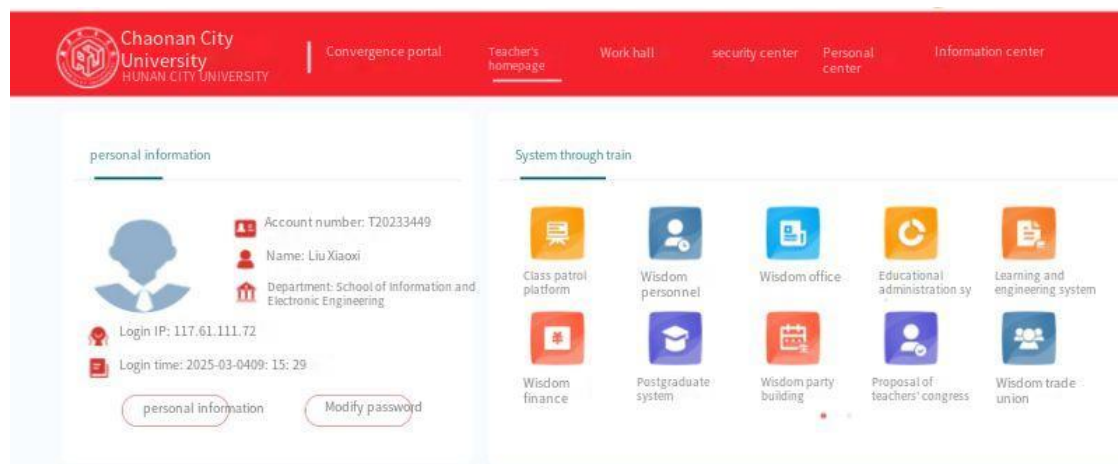 Chaonan City
University
HUNAN CITY UNIVERSITY
Convergence portal
Teacher's
homepage
Work hall
security center
Personal
center
Information center
personal information
Account number: T20233449
Name: Liu Xiaoxi
Department: School of Information and
Electronic Engineering
Login IP: 117.61.111.72
Login time: 2025-03-0409: 15: 29
personal information
Modify password
System through train
Class patrol
platform
Wisdom
personnel
Wisdom office
Educational
administration sy
Learning and
engineering system
Wisdom
finance
Postgraduate
system
Wisdom party
building
Proposal of
teachers' congress
Wisdom trade
union